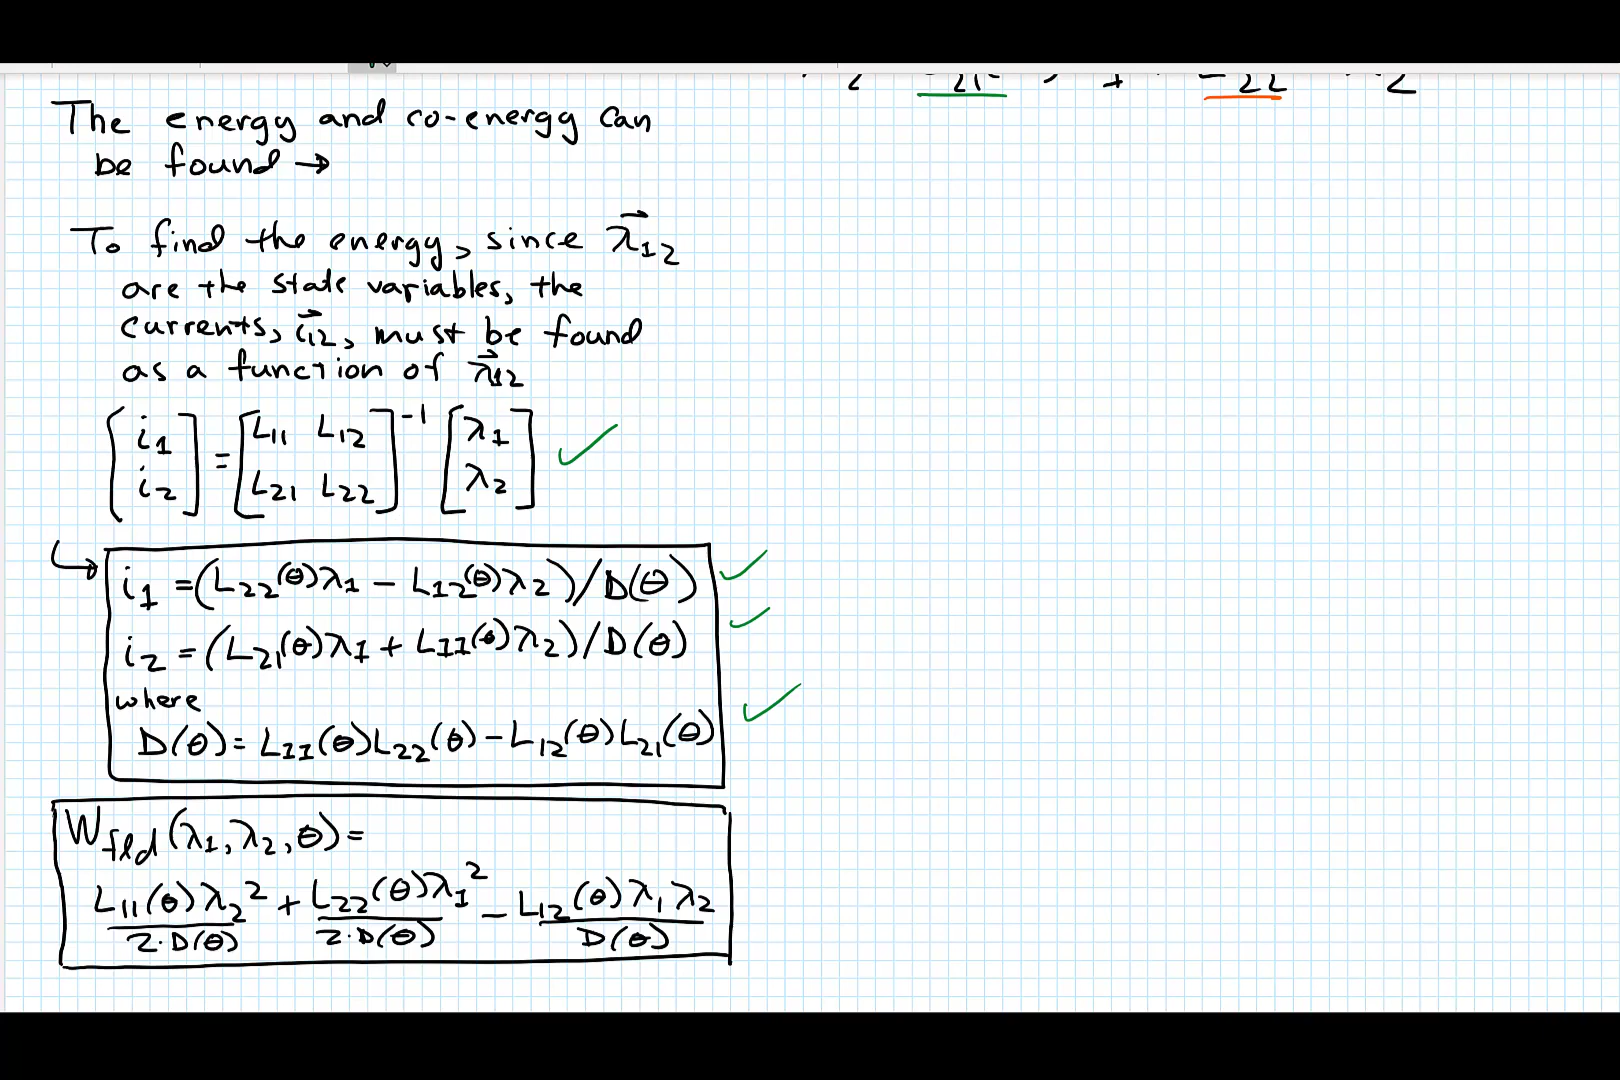 The energy and co-energy can
be found →
To find the energy, since λ⃗₁₂
are the state variables, the
currents, i⃗₁₂, must be found
as a function of λ⃗₁₂
[i₁ i₂] = [L₁₁ L₁₂ L₂₁ L₂₂]⁻¹ [λ₁ λ₂] ✓
↳ i₁ = (L₂₂(θ)λ₁ − L₁₂(θ)λ₂)/D(θ) ✓
i₂ = (L₂₁(θ)λ₁ + L₁₁(θ)λ₂)/D(θ) ✓
where
D(θ) = L₁₁(θ)L₂₂(θ) − L₁₂(θ)L₂₁(θ) ✓
W_fld(λ₁, λ₂, θ) =
L₁₁(θ)λ₂²/2·D(θ) + L₂₂(θ)λ₁²/2·D(θ) − L₁₂(θ)λ₁λ₂/D(θ)